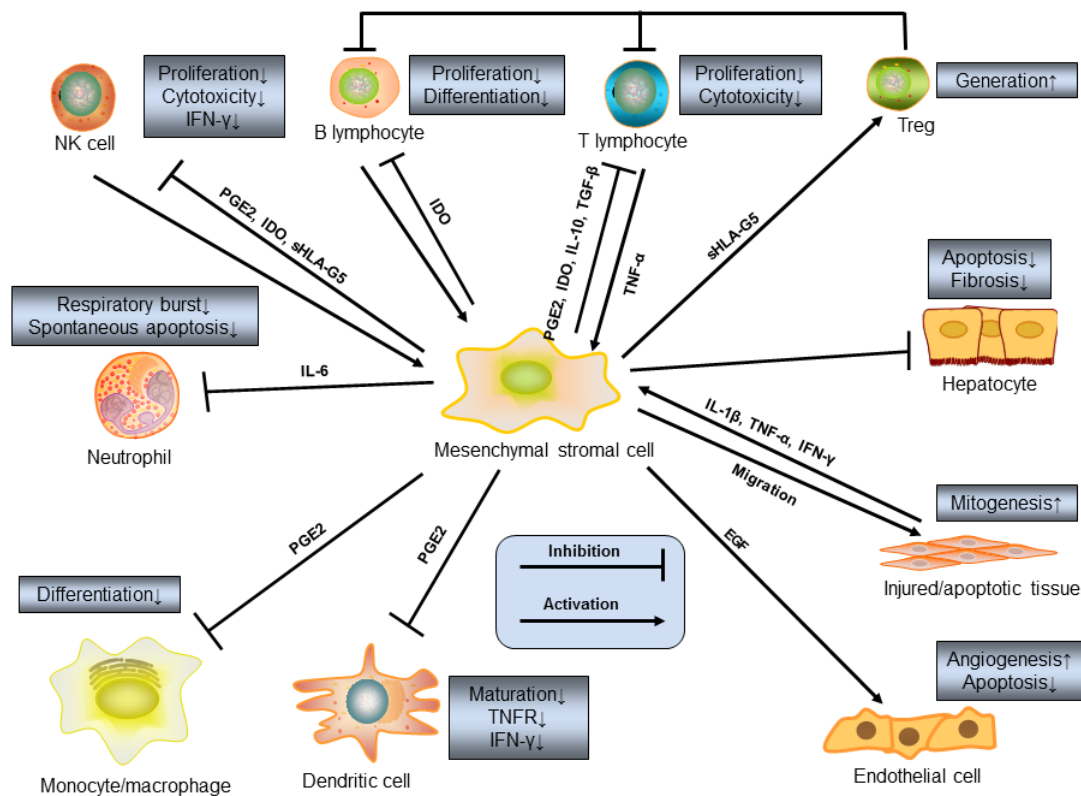 Proliferation↓
Cytotoxicity↓
IFN-γ↓
NK cell
Proliferation↓
Differentiation↓
B lymphocyte
Proliferation↓
Cytotoxicity↓
T lymphocyte
Generation↑
Treg
PGE2, IDO, sHLA-G5
IDO
PGE2, IDO, IL-10, TGF-β
TNF-α
sHLA-G5
Respiratory burst↓
Spontaneous apoptosis↓
Neutrophil
IL-6
Apoptosis↓
Fibrosis↓
Hepatocyte
Mesenchymal stromal cell
IL-1β, TNF-α, IFN-γ
Migration
Mitogenesis↑
Injured/apoptotic tissue
PGE2
PGE2
EGF
Inhibition
Activation
Differentiation↓
Monocyte/macrophage
Maturation↓
TNFR↓
IFN-γ↓
Dendritic cell
Angiogenesis↑
Apoptosis↓
Endothelial cell